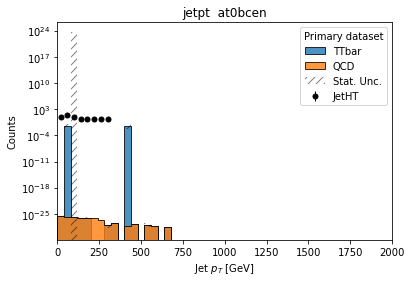 jetpt at0bcen
Primary dataset
TTbar
QCD
Stat. Unc.
JetHT
Counts
10^24
10^17
10^10
10^3
10^-4
10^-11
10^-18
10^-25
0 250 500 750 1000 1250 1500 1750 2000
Jet p_T [GeV]